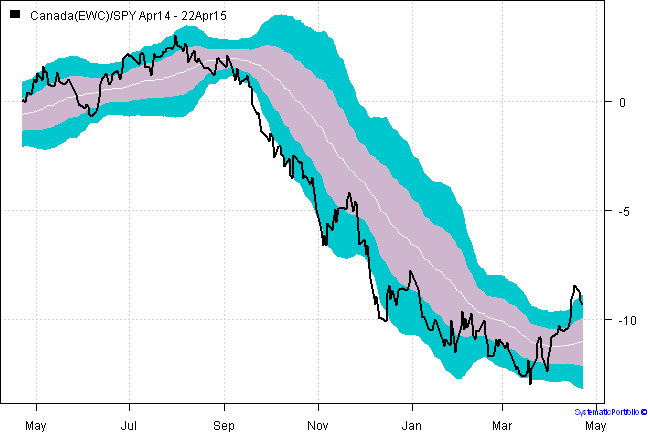 Canada(EWC)/SPY Apr14 - 22Apr15
0
-5
-10
SystematicPortfolio ©
May Jul Sep Nov Jan Mar May